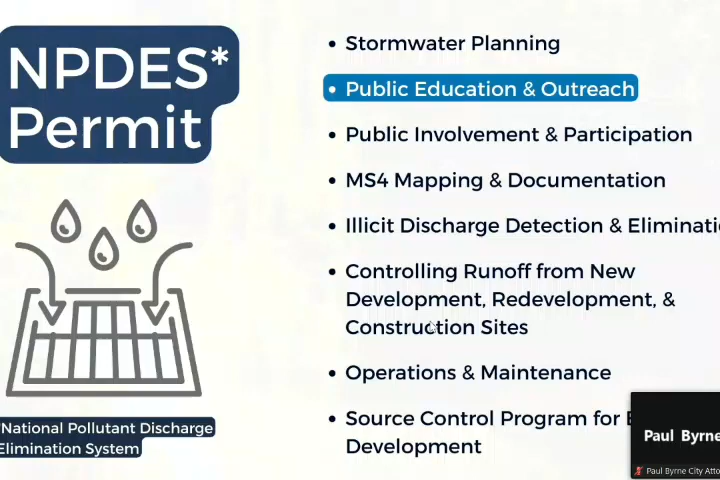 NPDES*
Permit
*National Pollutant Discharge
Elimination System
Stormwater Planning
Public Education & Outreach
Public Involvement & Participation
MS4 Mapping & Documentation
Illicit Discharge Detection &
Controlling Runoff from New
Development, Redevelopment, &
Construction Sites
Operations & Maintenance
Source Control Program for
Development
Paul Byrne
Paul Byrne City